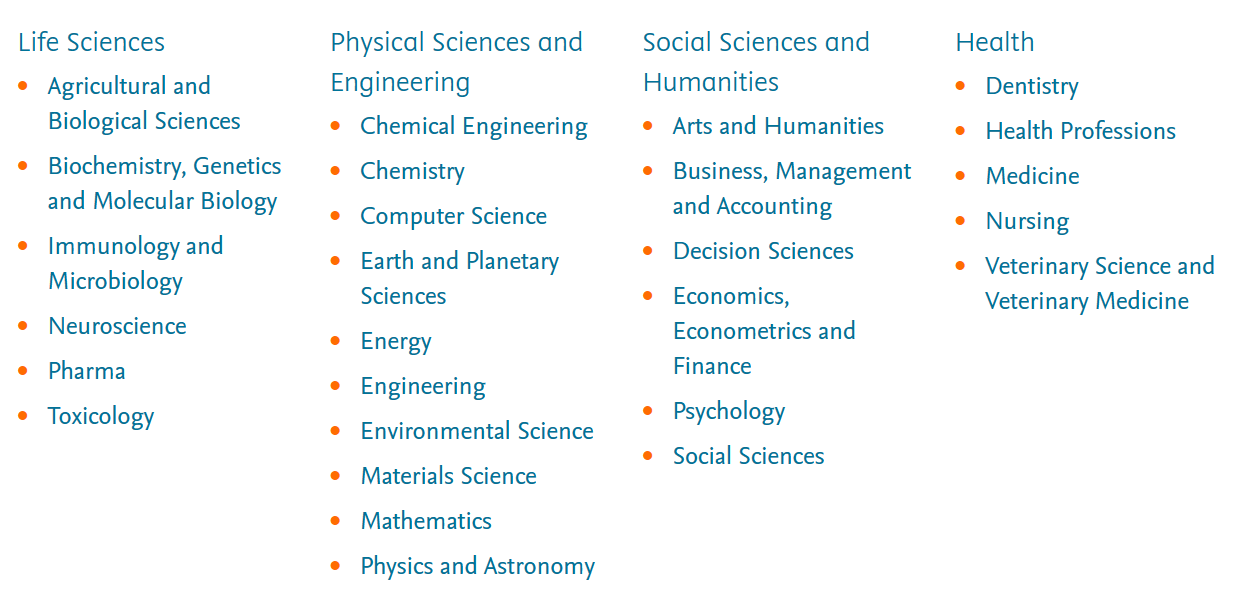 Life Sciences
Agricultural and
Biological Sciences
Biochemistry, Genetics
and Molecular Biology
Immunology and
Microbiology
Neuroscience
Pharma
Toxicology
Physical Sciences and
Engineering
Chemical Engineering
Chemistry
Computer Science
Earth and Planetary
Sciences
Energy
Engineering
Environmental Science
Materials Science
Mathematics
Physics and Astronomy
Social Sciences and
Humanities
Arts and Humanities
Business, Management
and Accounting
Decision Sciences
Economics,
Econometrics and
Finance
Psychology
Social Sciences
Health
Dentistry
Health Professions
Medicine
Nursing
Veterinary Science and
Veterinary Medicine